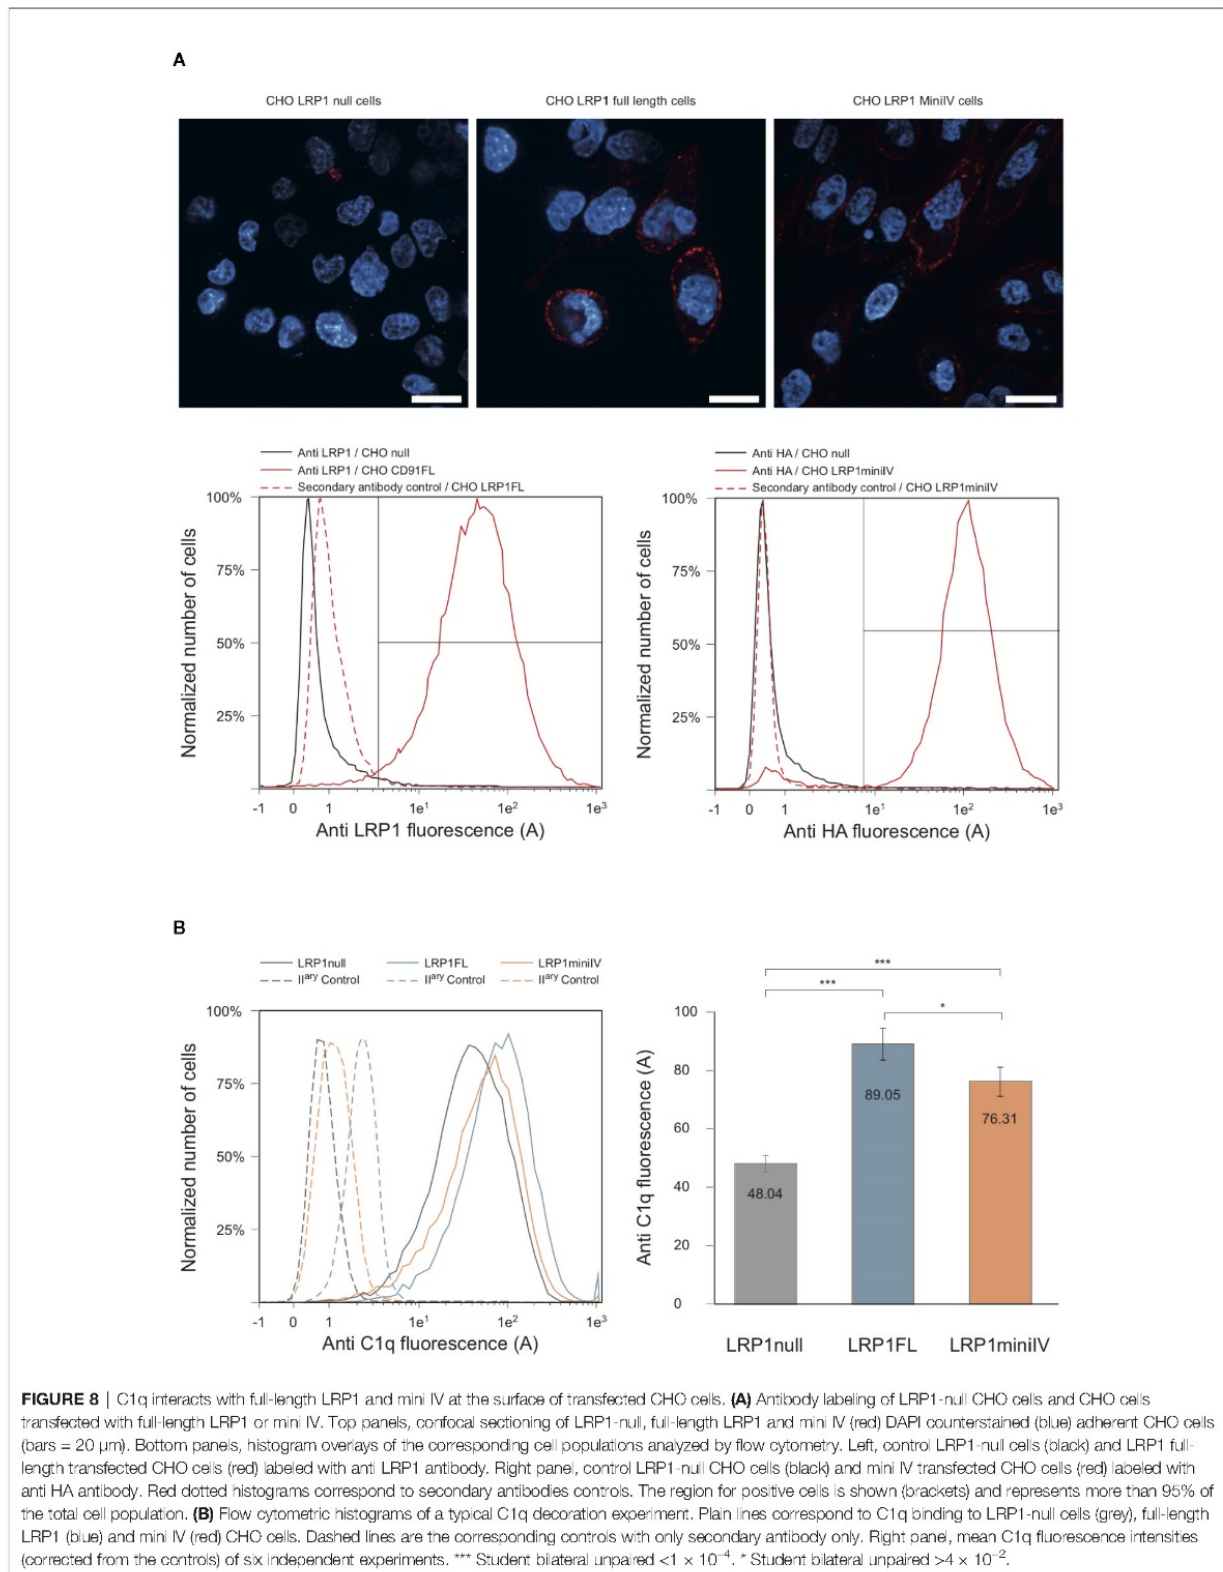 A
CHO LRP1 null cells
CHO LRP1 full length cells
CHO LRP1 MiniIV cells
Anti LRP1 / CHO null
Anti LRP1 / CHO CD91FL
Secondary antibody control / CHO LRP1FL
100%
75%
50%
25%
Normalized number of cells
-1 0 1 1e¹ 1e² 1e³
Anti LRP1 fluorescence (A)
Anti HA / CHO null
Anti HA / CHO LRP1miniIV
Secondary antibody control / CHO LRP1miniIV
100%
75%
50%
25%
Normalized number of cells
-1 0 1 1e¹ 1e² 1e³
Anti HA fluorescence (A)
B
LRP1null LRP1FL LRP1miniIV
IIᵃʳʸ Control IIᵃʳʸ Control IIᵃʳʸ Control
100%
75%
50%
25%
Normalized number of cells
-1 0 1 1e¹ 1e² 1e³
Anti C1q fluorescence (A)
***
***
*
100
80
60
40
20
0
Anti C1q fluorescence (A)
48.04
89.05
76.31
LRP1null LRP1FL LRP1miniIV
FIGURE 8 | C1q interacts with full-length LRP1 and mini IV at the surface of transfected CHO cells. (A) Antibody labeling of LRP1-null CHO cells and CHO cells
transfected with full-length LRP1 or mini IV. Top panels, confocal sectioning of LRP1-null, full-length LRP1 and mini IV (red) DAPI counterstained (blue) adherent CHO cells
(bars = 20 µm). Bottom panels, histogram overlays of the corresponding cell populations analyzed by flow cytometry. Left, control LRP1-null cells (black) and LRP1 full-
length transfected CHO cells (red) labeled with anti LRP1 antibody. Right panel, control LRP1-null CHO cells (black) and mini IV transfected CHO cells (red) labeled with
anti HA antibody. Red dotted histograms correspond to secondary antibodies controls. The region for positive cells is shown (brackets) and represents more than 95% of
the total cell population. (B) Flow cytometric histograms of a typical C1q decoration experiment. Plain lines correspond to C1q binding to LRP1-null cells (grey), full-length
LRP1 (blue) and mini IV (red) CHO cells. Dashed lines are the corresponding controls with only secondary antibody only. Right panel, mean C1q fluorescence intensities
(corrected from the controls) of six independent experiments. *** Student bilateral unpaired <1 × 10⁻⁴. * Student bilateral unpaired >4 × 10⁻².